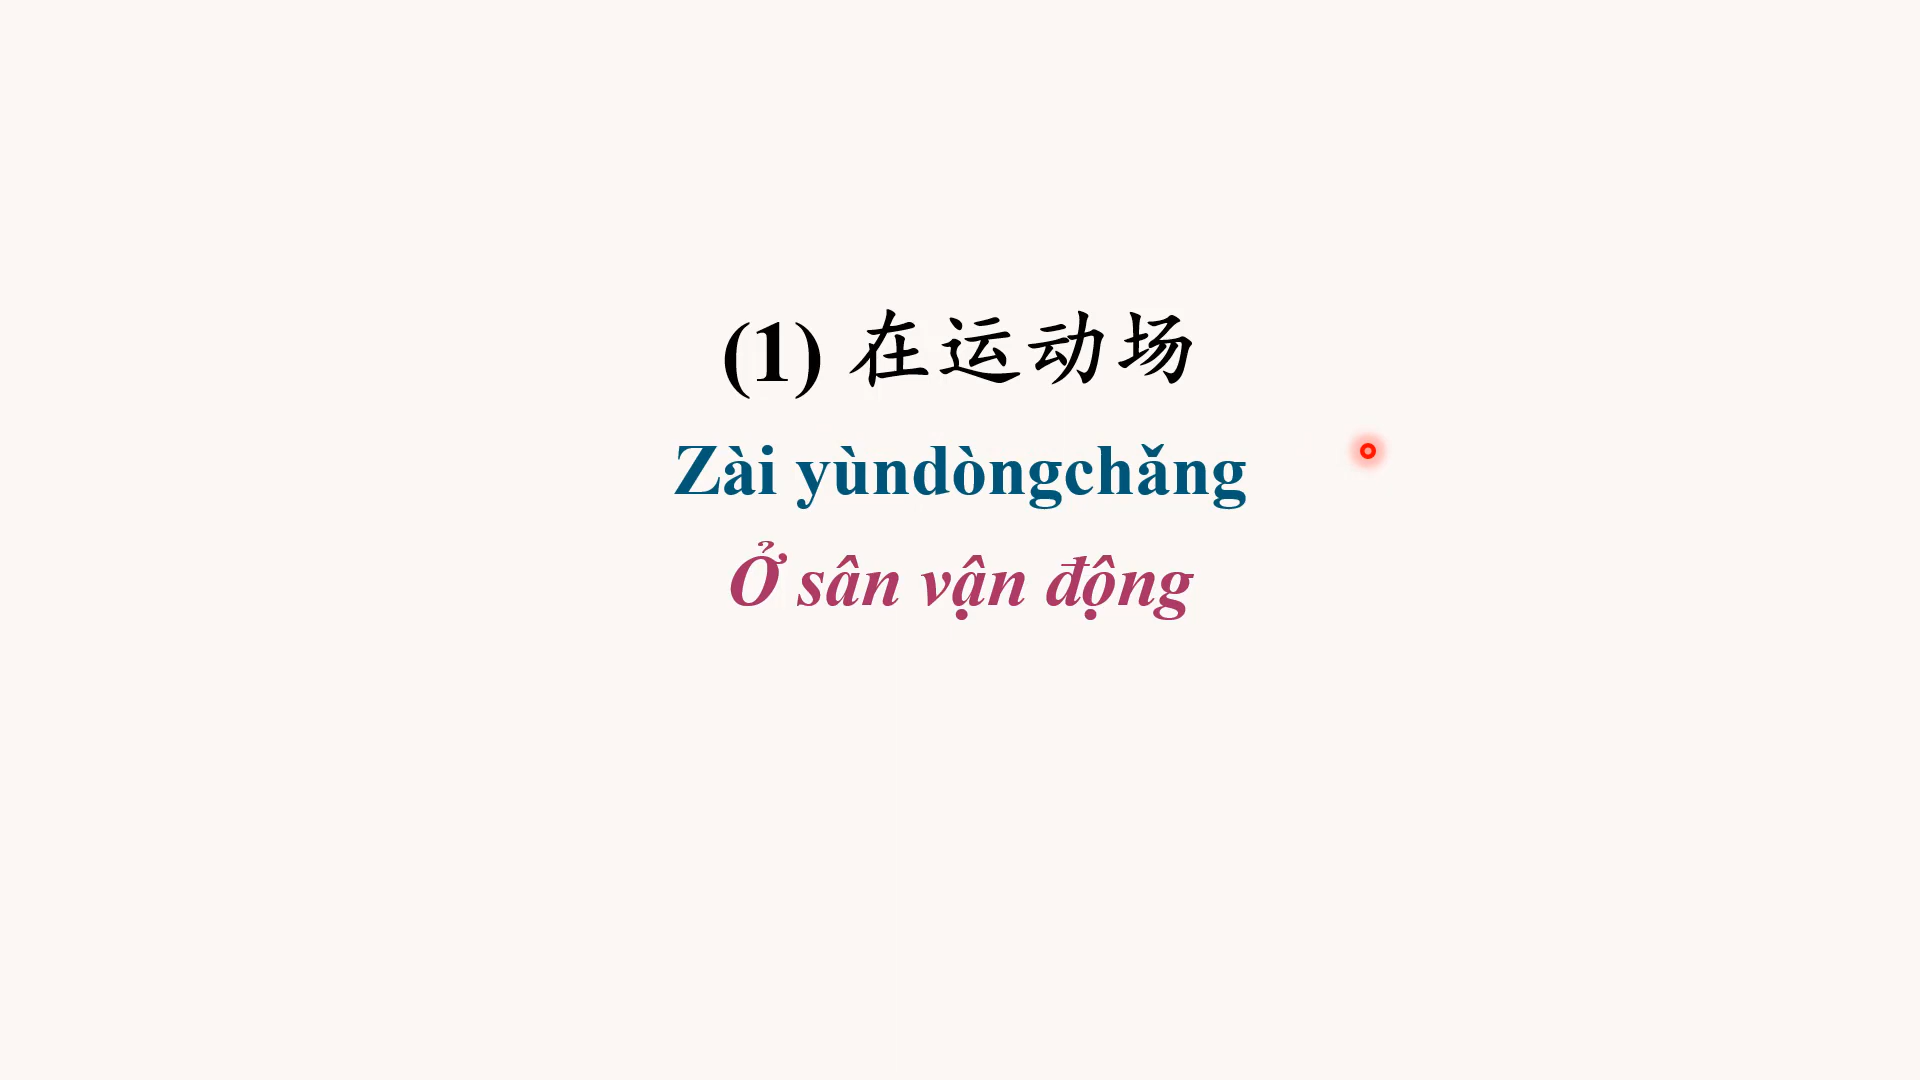 (1) 在运动场
Zài yùndòngchǎng
Ở sân vận động